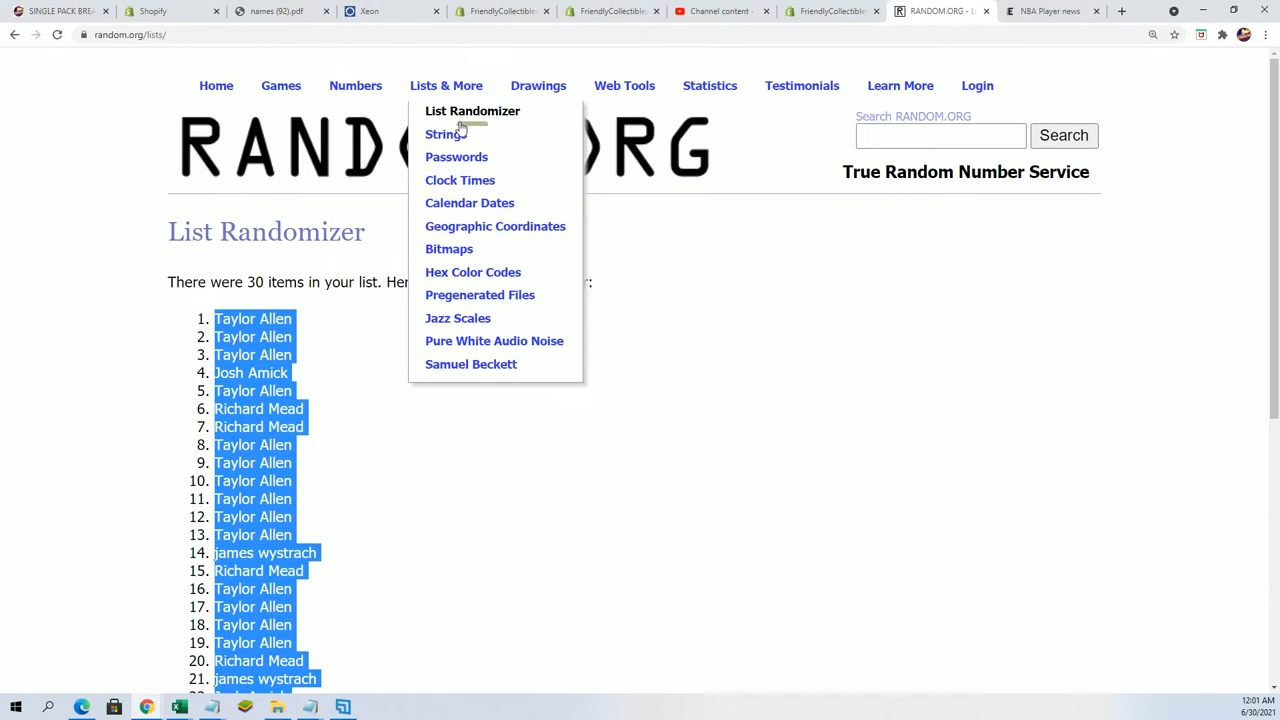 SINGLE PACK BREA
Shopify
names (92).pdf
Xeon
FriendlyCollectibles
FriendlyCollectibles
Channel content -
FriendlyCollectibles
RANDOM.ORG - L
NBA Player news
random.org/lists/
Home Games Numbers Lists & More Drawings Web Tools Statistics Testimonials Learn More Login
List Randomizer
Strings
Passwords
Clock Times
Calendar Dates
Geographic Coordinates
Bitmaps
Hex Color Codes
Pregenerated Files
Jazz Scales
Pure White Audio Noise
Samuel Beckett
Search RANDOM.ORG
Search
True Random Number Service
List Randomizer
There were 30 items in your list. Her :
1. Taylor Allen
2. Taylor Allen
3. Taylor Allen
4. Josh Amick
5. Taylor Allen
6. Richard Mead
7. Richard Mead
8. Taylor Allen
9. Taylor Allen
10. Taylor Allen
11. Taylor Allen
12. Taylor Allen
13. Taylor Allen
14. james wystrach
15. Richard Mead
16. Taylor Allen
17. Taylor Allen
18. Taylor Allen
19. Taylor Allen
20. Richard Mead
21. james wystrach
12:01 AM
6/30/2021